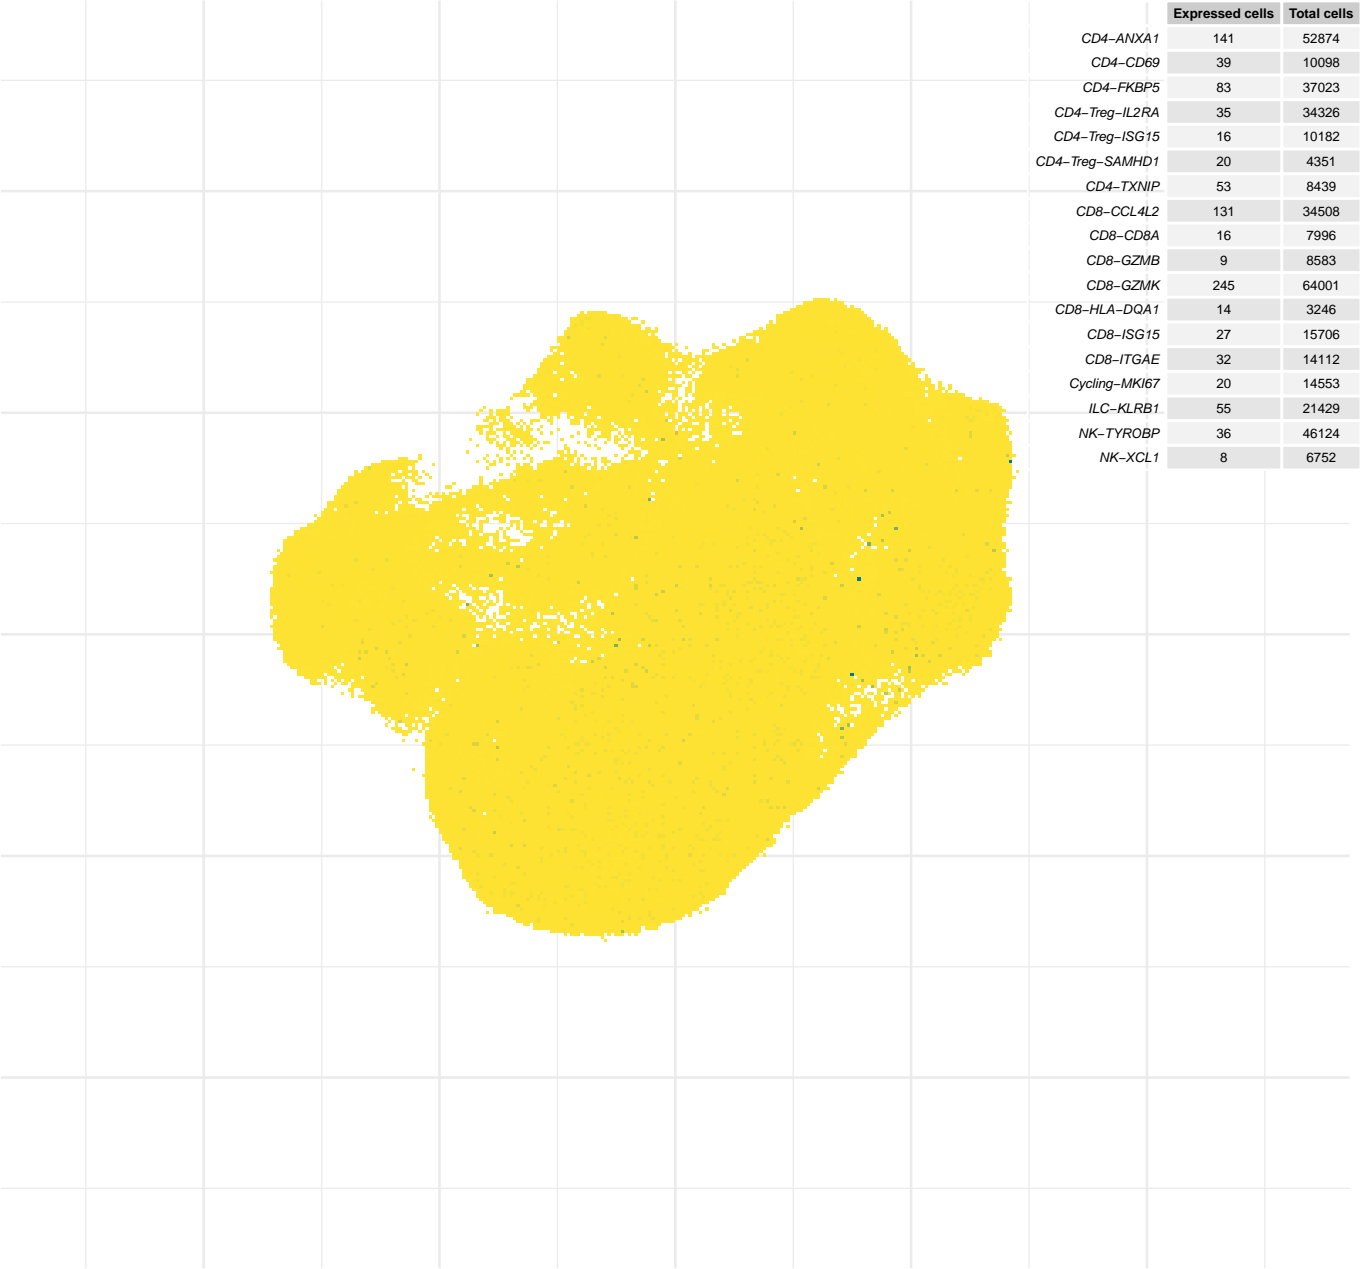 Expressed cells Total cells
CD4−ANXA1 141 52874
CD4−CD69 39 10098
CD4−FKBP5 83 37023
CD4−Treg−IL2RA 35 34326
CD4−Treg−ISG15 16 10182
CD4−Treg−SAMHD1 20 4351
CD4−TXNIP 53 8439
CD8−CCL4L2 131 34508
CD8−CD8A 16 7996
CD8−GZMB 9 8583
CD8−GZMK 245 64001
CD8−HLA−DQA1 14 3246
CD8−ISG15 27 15706
CD8−ITGAE 32 14112
Cycling−MKI67 20 14553
ILC−KLRB1 55 21429
NK−TYROBP 36 46124
NK−XCL1 8 6752